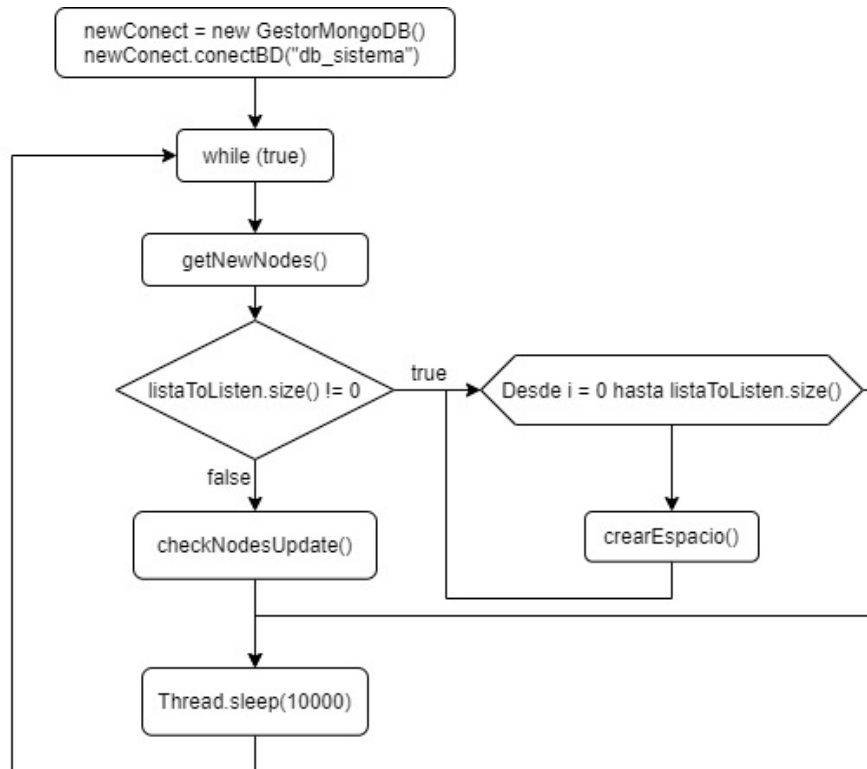 newConect = new GestorMongoDB()
newConect.conectBD("db_sistema")
while (true)
getNewNodes()
listaToListen.size() != 0
true
Desde i = 0 hasta listaToListen.size()
false
checkNodesUpdate()
crearEspacio()
Thread.sleep(10000)